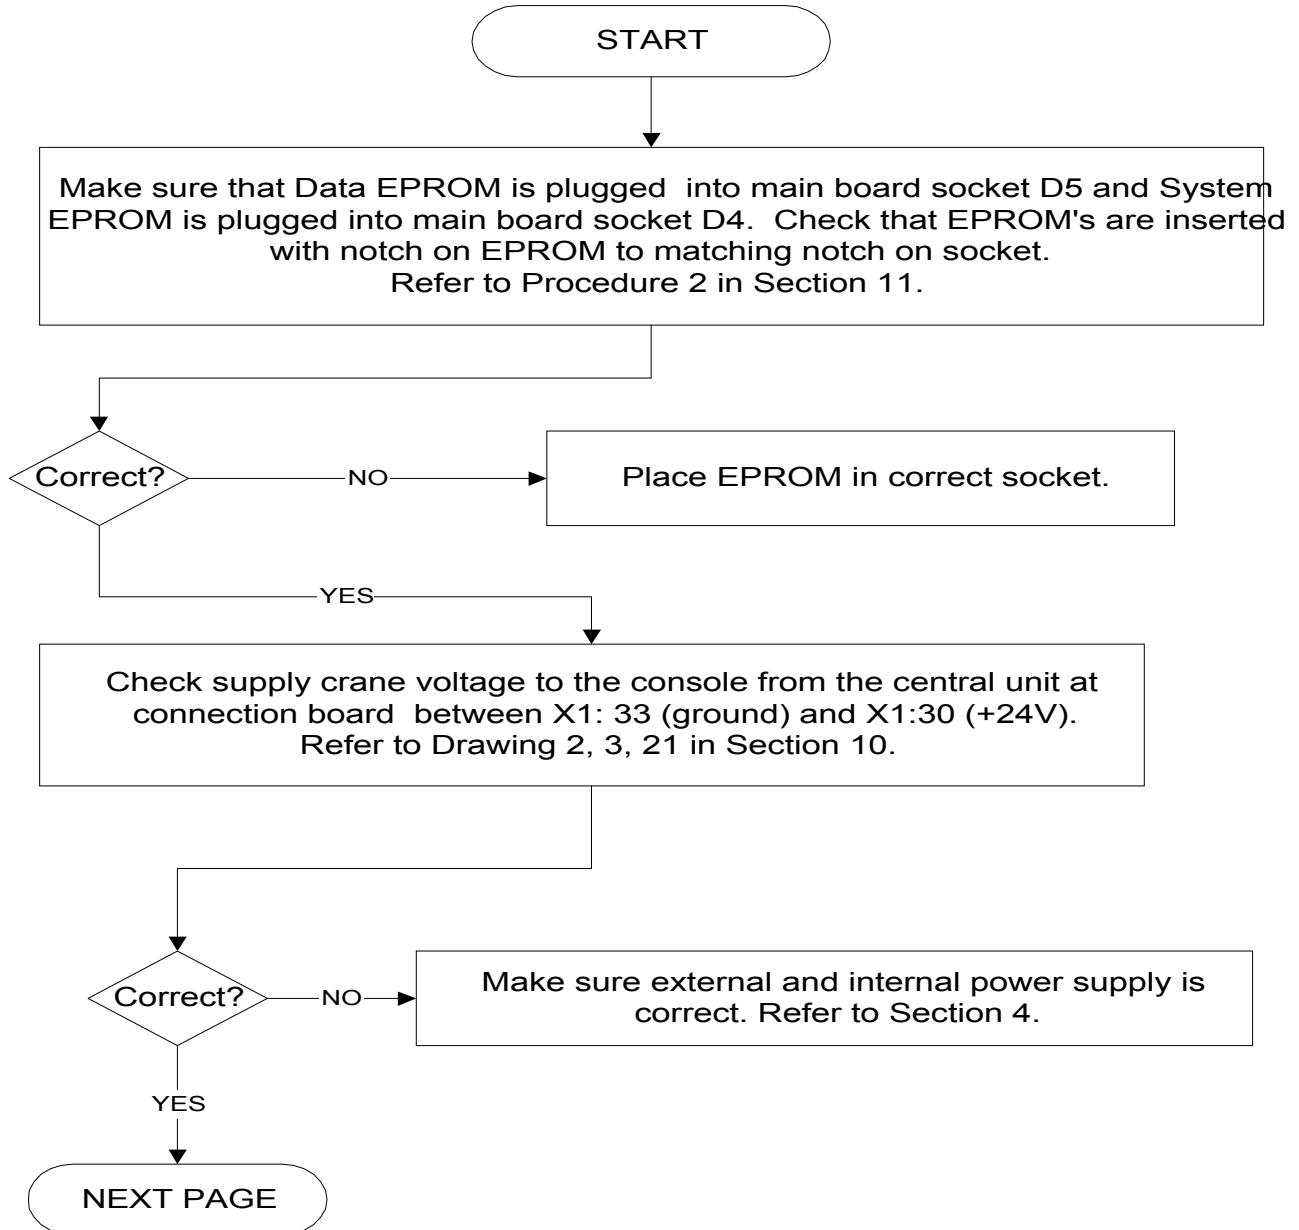 START
Make sure that Data EPROM is plugged  into main board socket D5 and System
EPROM is plugged into main board socket D4.  Check that EPROM's are inserted
with notch on EPROM to matching notch on socket.
Refer to Procedure 2 in Section 11.
Correct?
NO
Place EPROM in correct socket.
YES
Check supply crane voltage to the console from the central unit at
connection board  between X1: 33 (ground) and X1:30 (+24V).
Refer to Drawing 2, 3, 21 in Section 10.
Correct?
NO
Make sure external and internal power supply is
correct. Refer to Section 4.
YES
NEXT PAGE